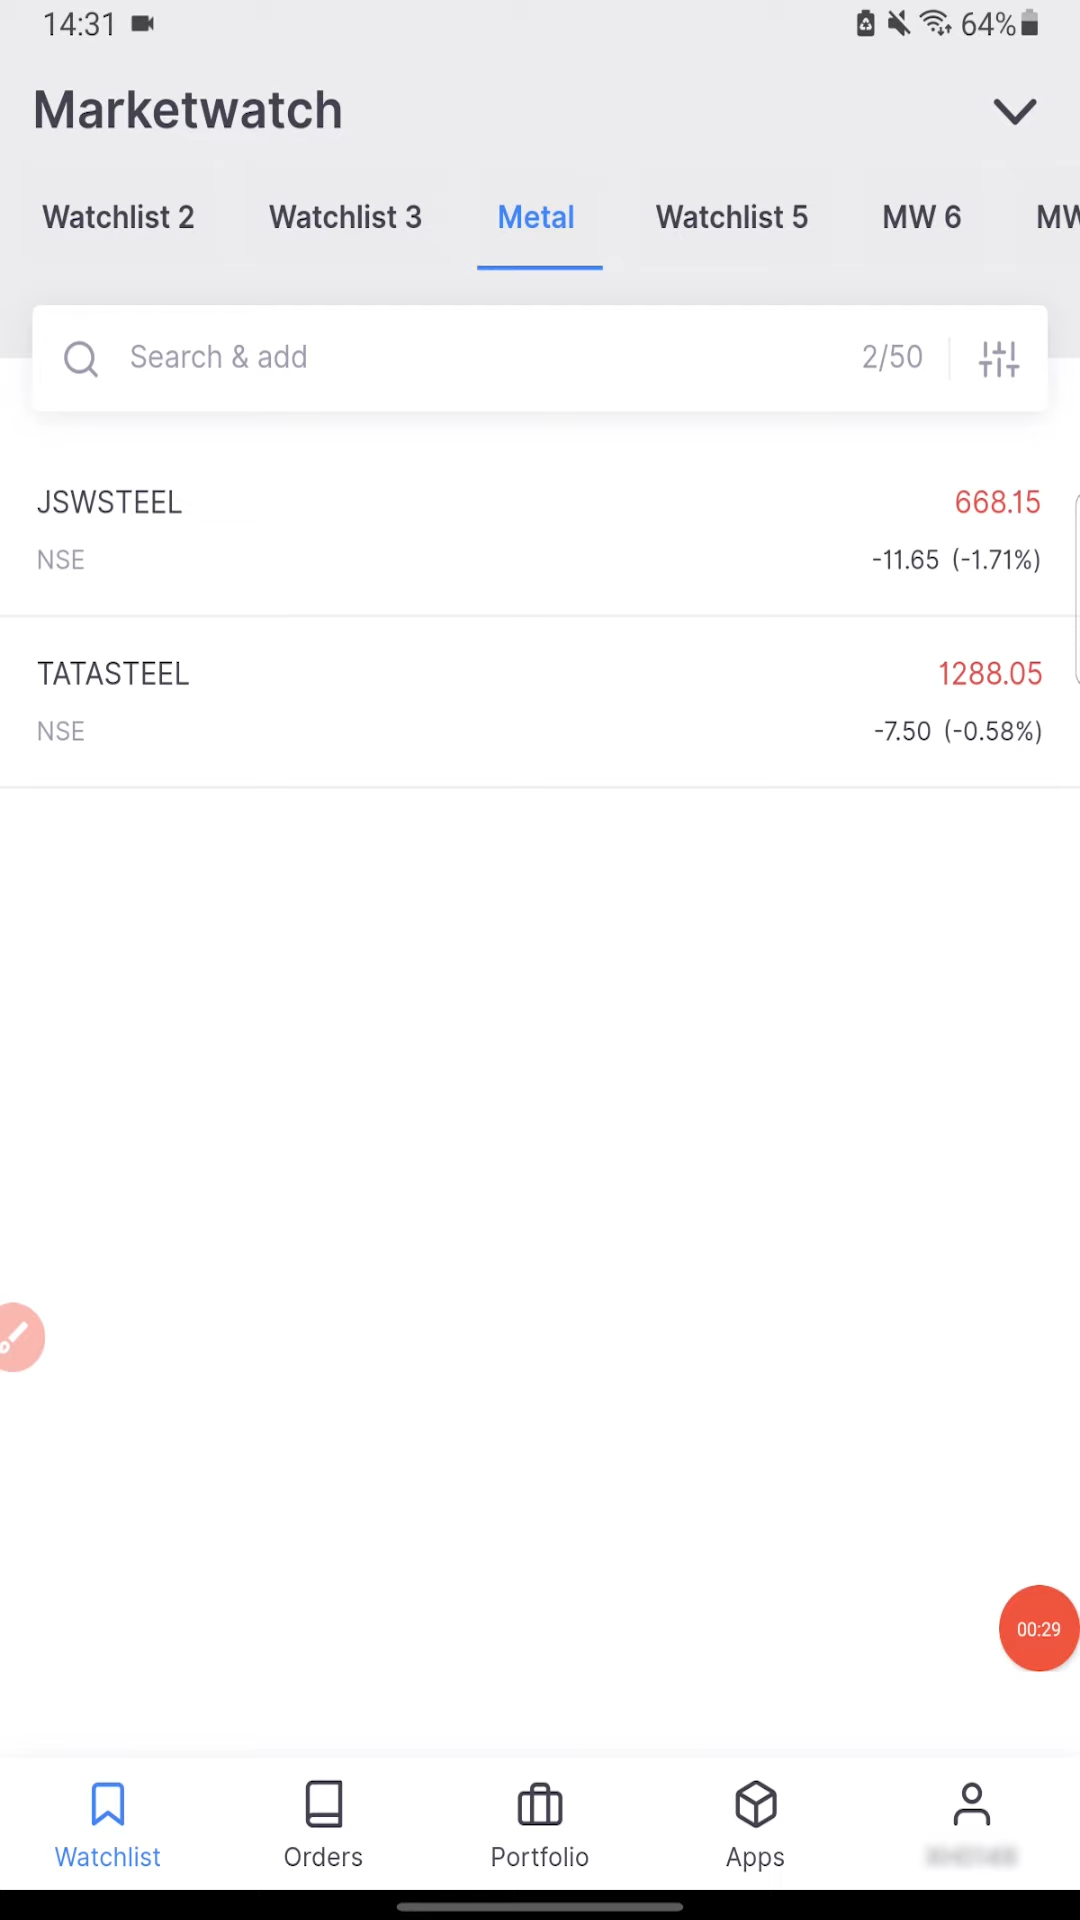 14:31
64%
Marketwatch
Watchlist 2
Watchlist 3
Metal
Watchlist 5
MW 6
MW
Search & add
2/50
JSWSTEEL
668.15
NSE
-11.65 (-1.71%)
TATASTEEL
1288.05
NSE
-7.50 (-0.58%)
00:29
Watchlist
Orders
Portfolio
Apps